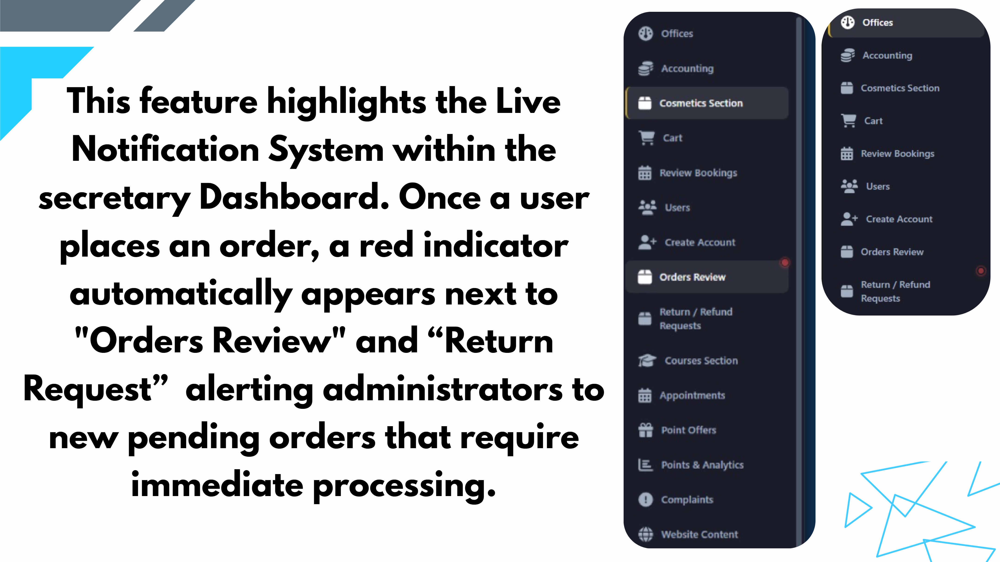 This feature highlights the Live
Notification System within the
secretary Dashboard. Once a user
places an order, a red indicator
automatically appears next to
"Orders Review" and “Return
Request”  alerting administrators to
new pending orders that require
immediate processing.
Offices
Accounting
Cosmetics Section
Cart
Review Bookings
Users
Create Account
Orders Review
Return / Refund
Requests
Courses Section
Appointments
Point Offers
Points & Analytics
Complaints
Website Content
Offices
Accounting
Cosmetics Section
Cart
Review Bookings
Users
Create Account
Orders Review
Return / Refund
Requests